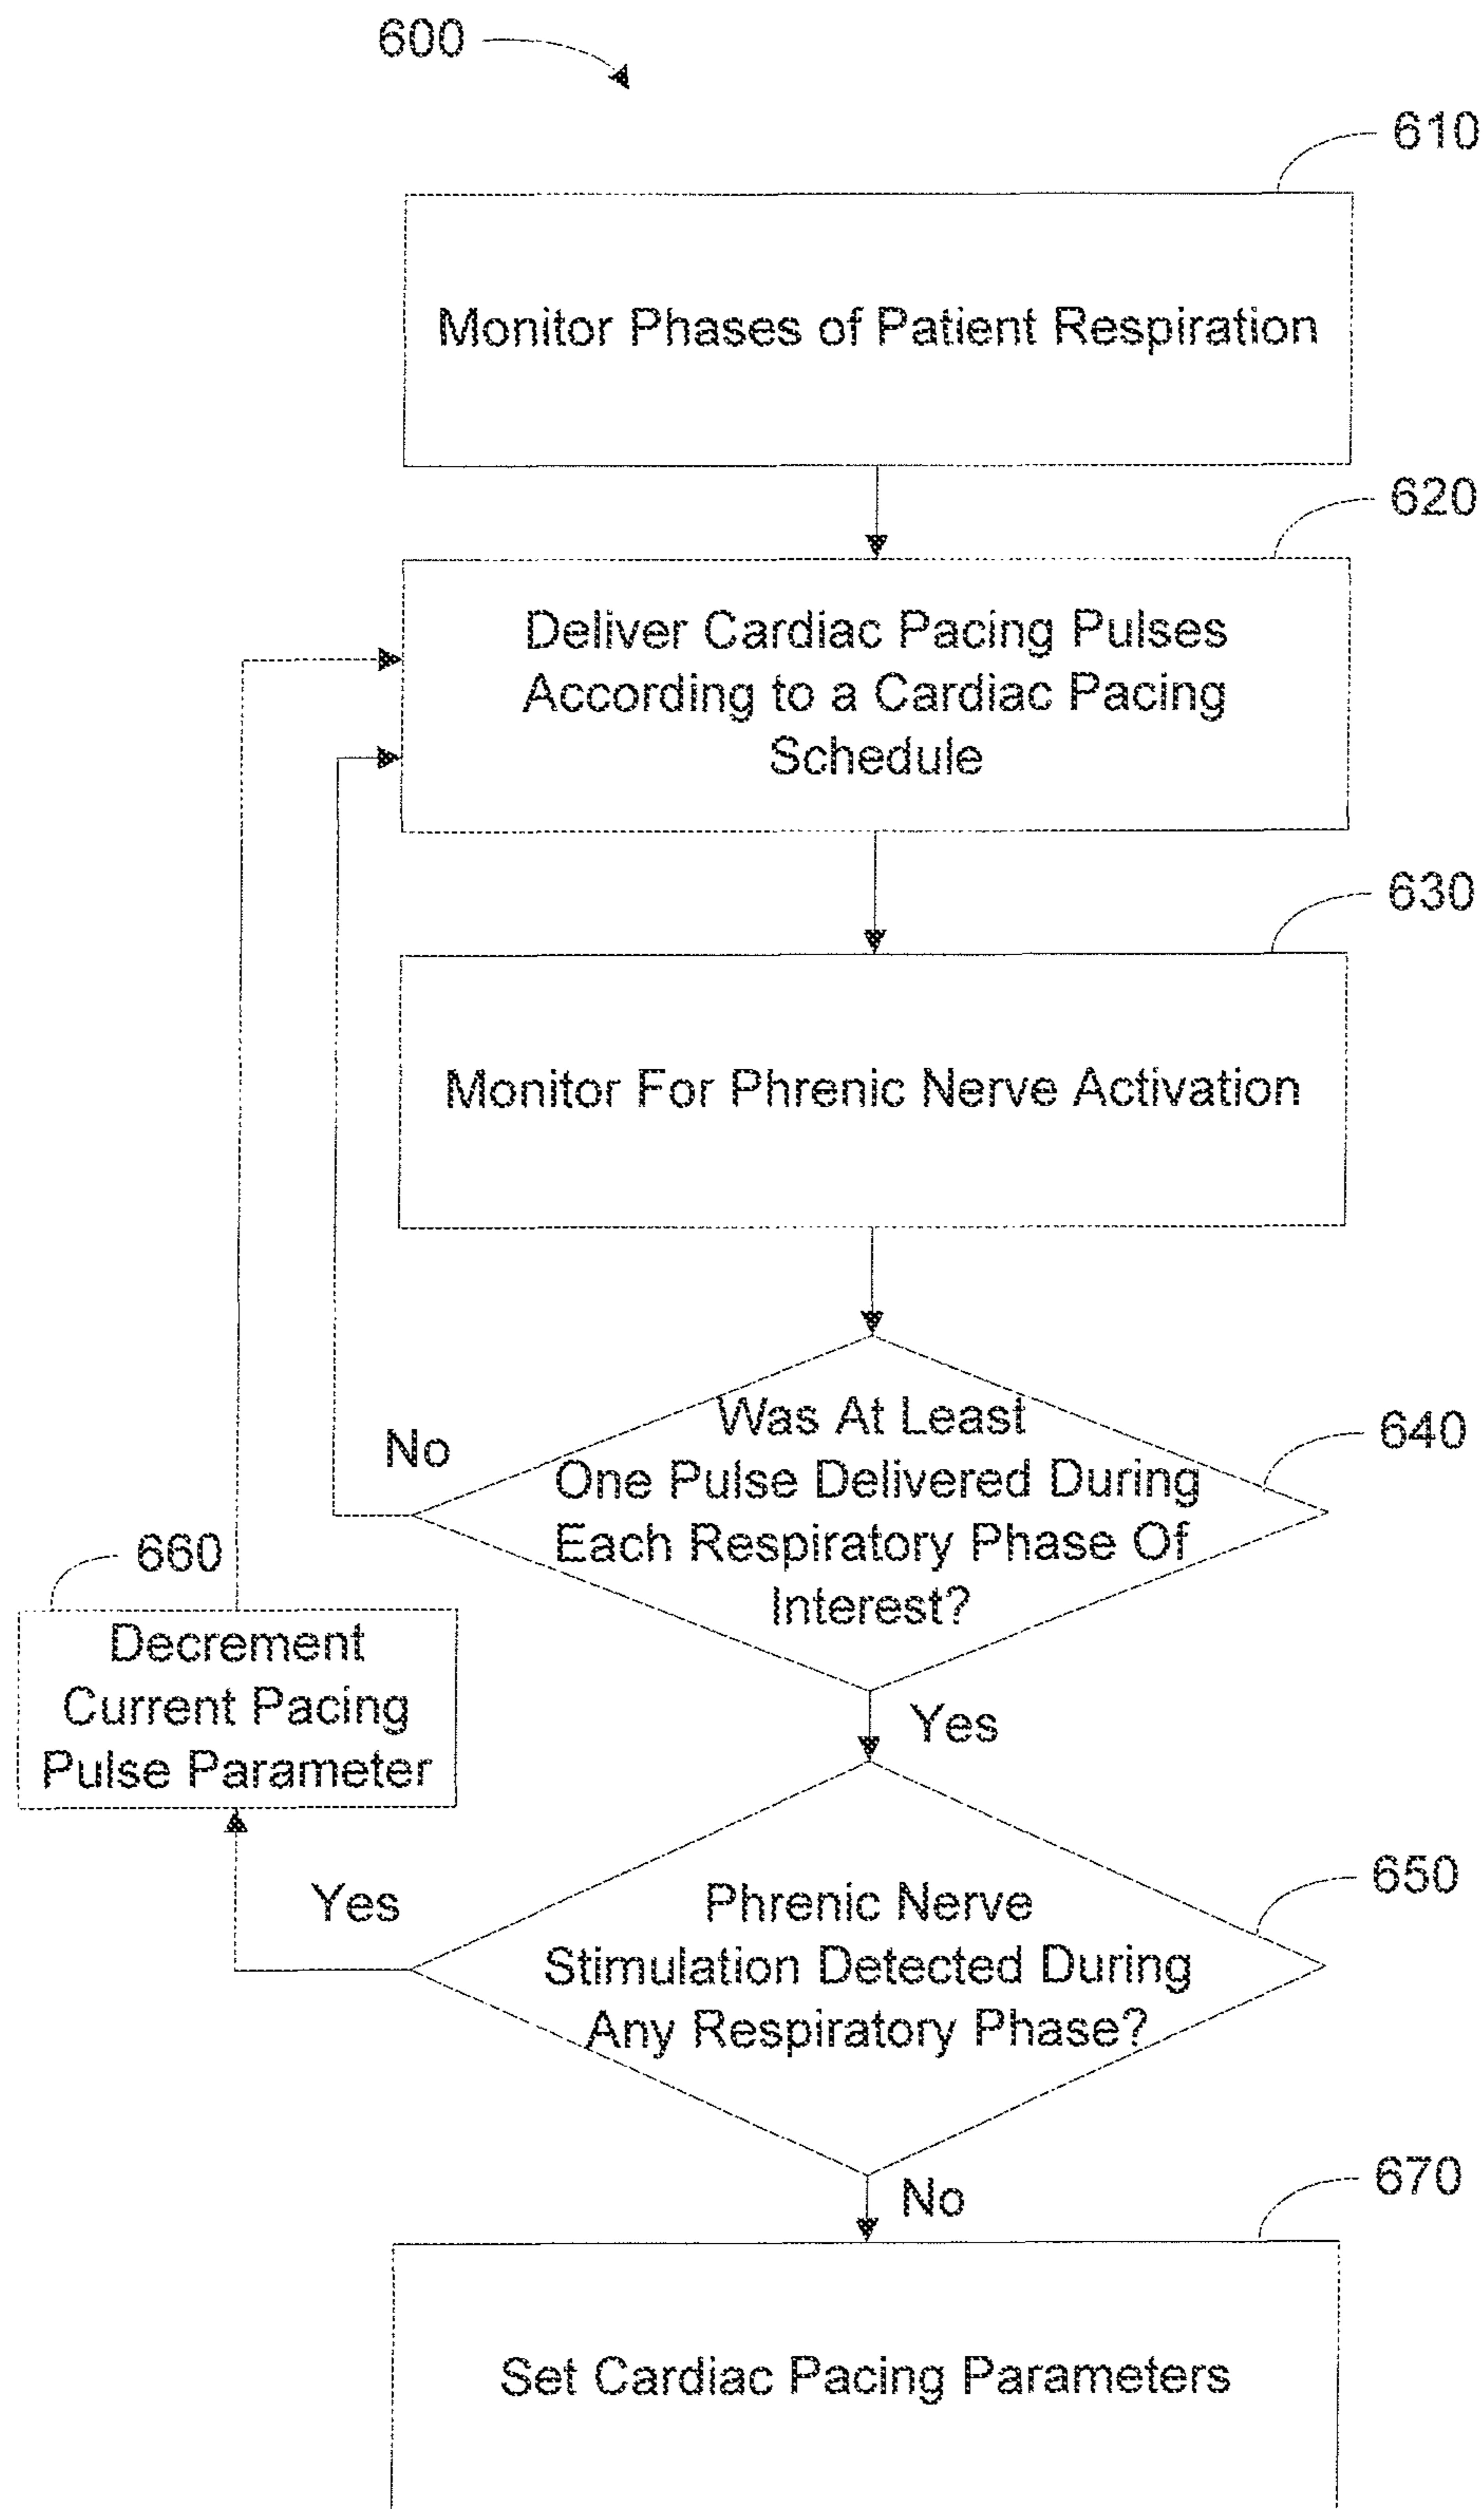 600
610
Monitor Phases of Patient Respiration
620
Deliver Cardiac Pacing Pulses
According to a Cardiac Pacing
Schedule
630
Monitor For Phrenic Nerve Activation
640
Was At Least
One Pulse Delivered During
Each Respiratory Phase Of
Interest?
No
Yes
660
Decrement
Current Pacing
Pulse Parameter
650
Phrenic Nerve
Stimulation Detected During
Any Respiratory Phase?
Yes
No
670
Set Cardiac Pacing Parameters